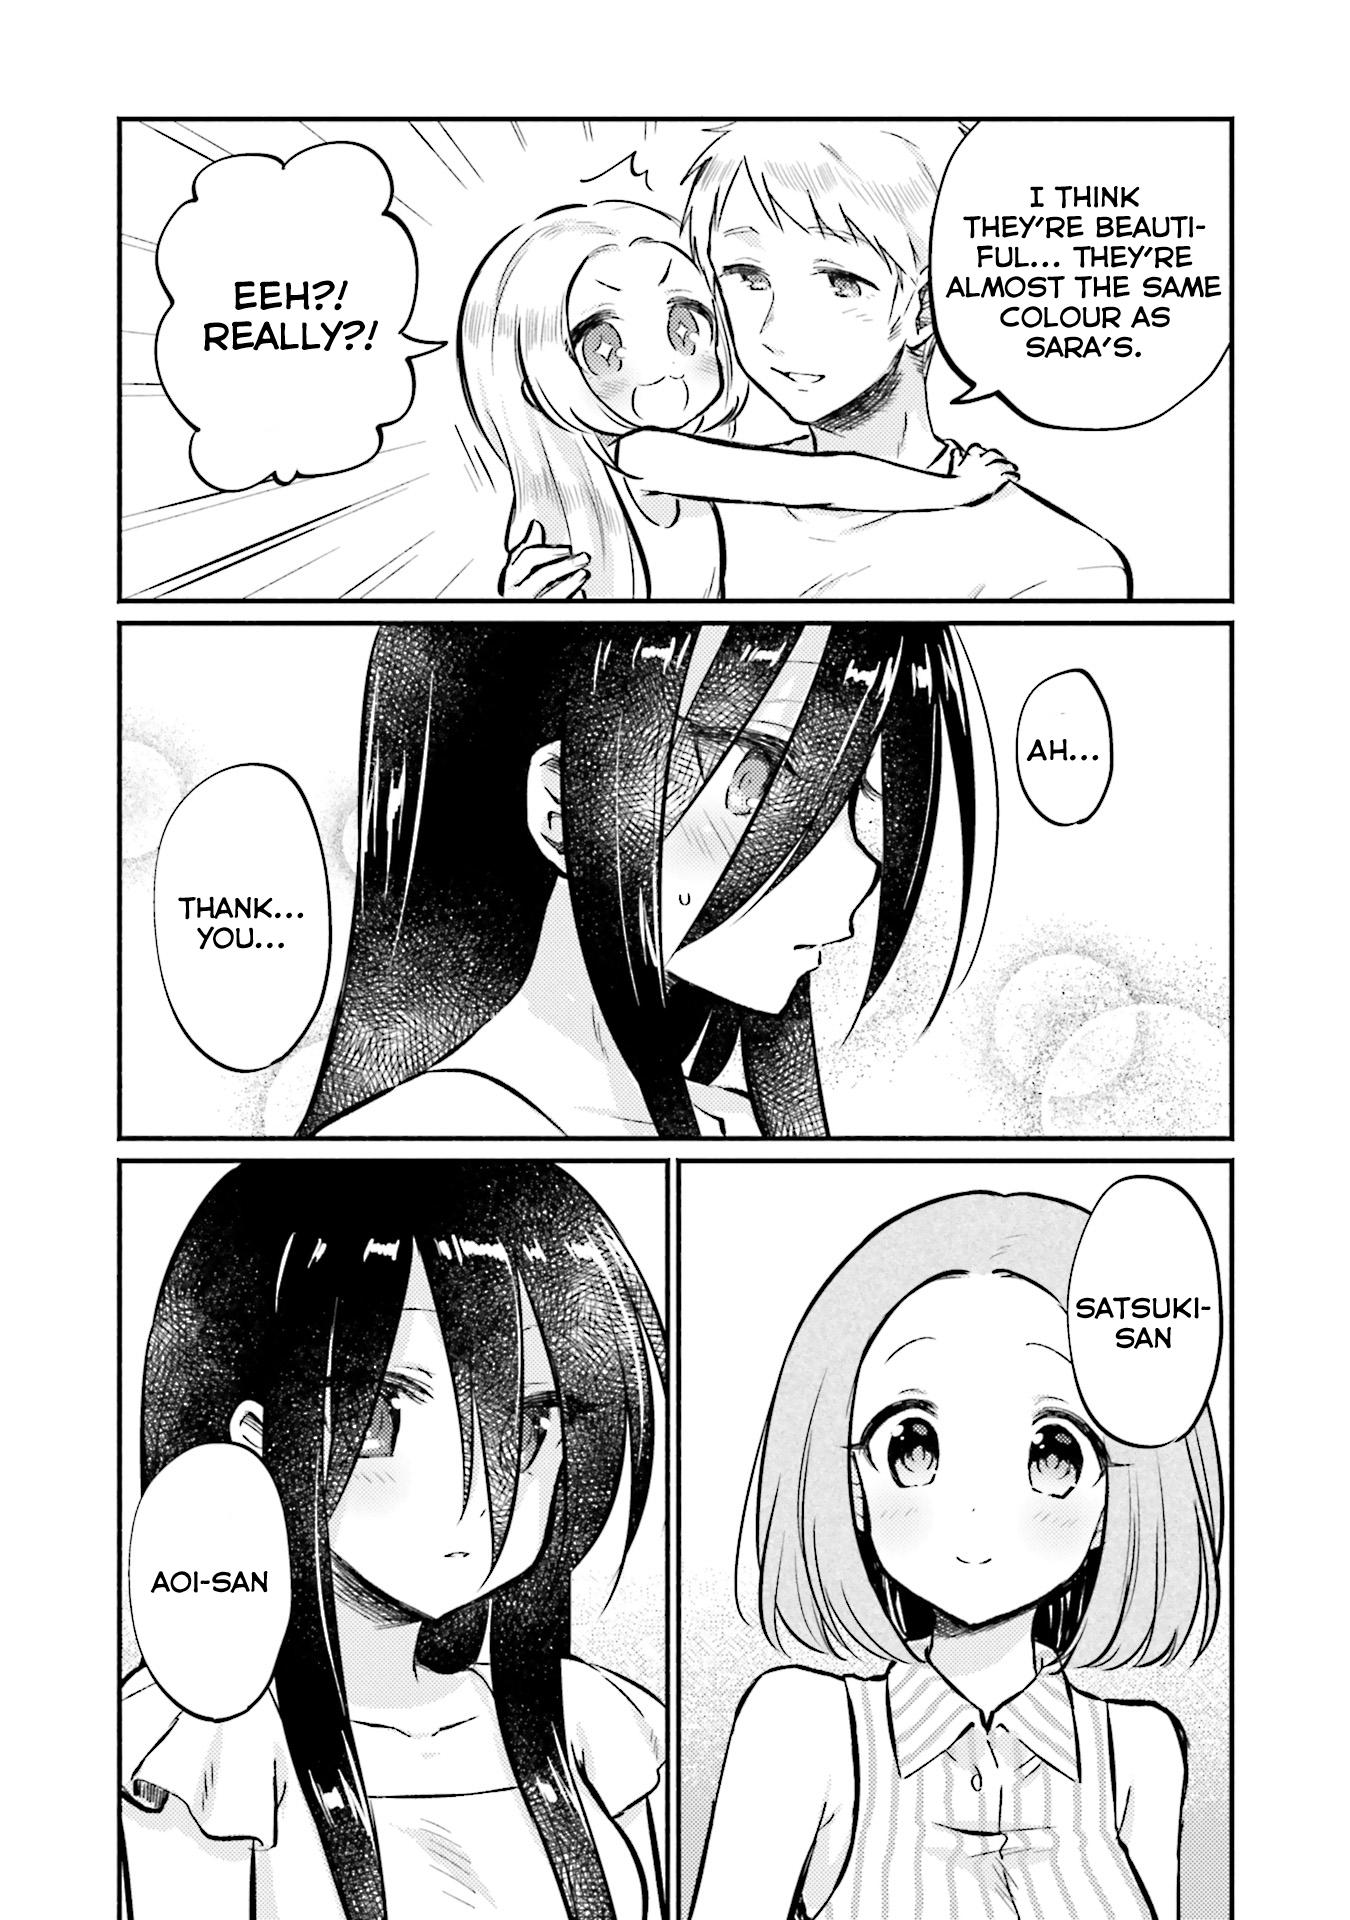 I THINK
THEY'RE BEAUTI-
FUL... THEY'RE
ALMOST THE SAME
COLOUR AS
SARA'S.
EEH?!
REALLY?!
AH...
THANK...
YOU...
SATSUKI-
SAN
AOI-SAN